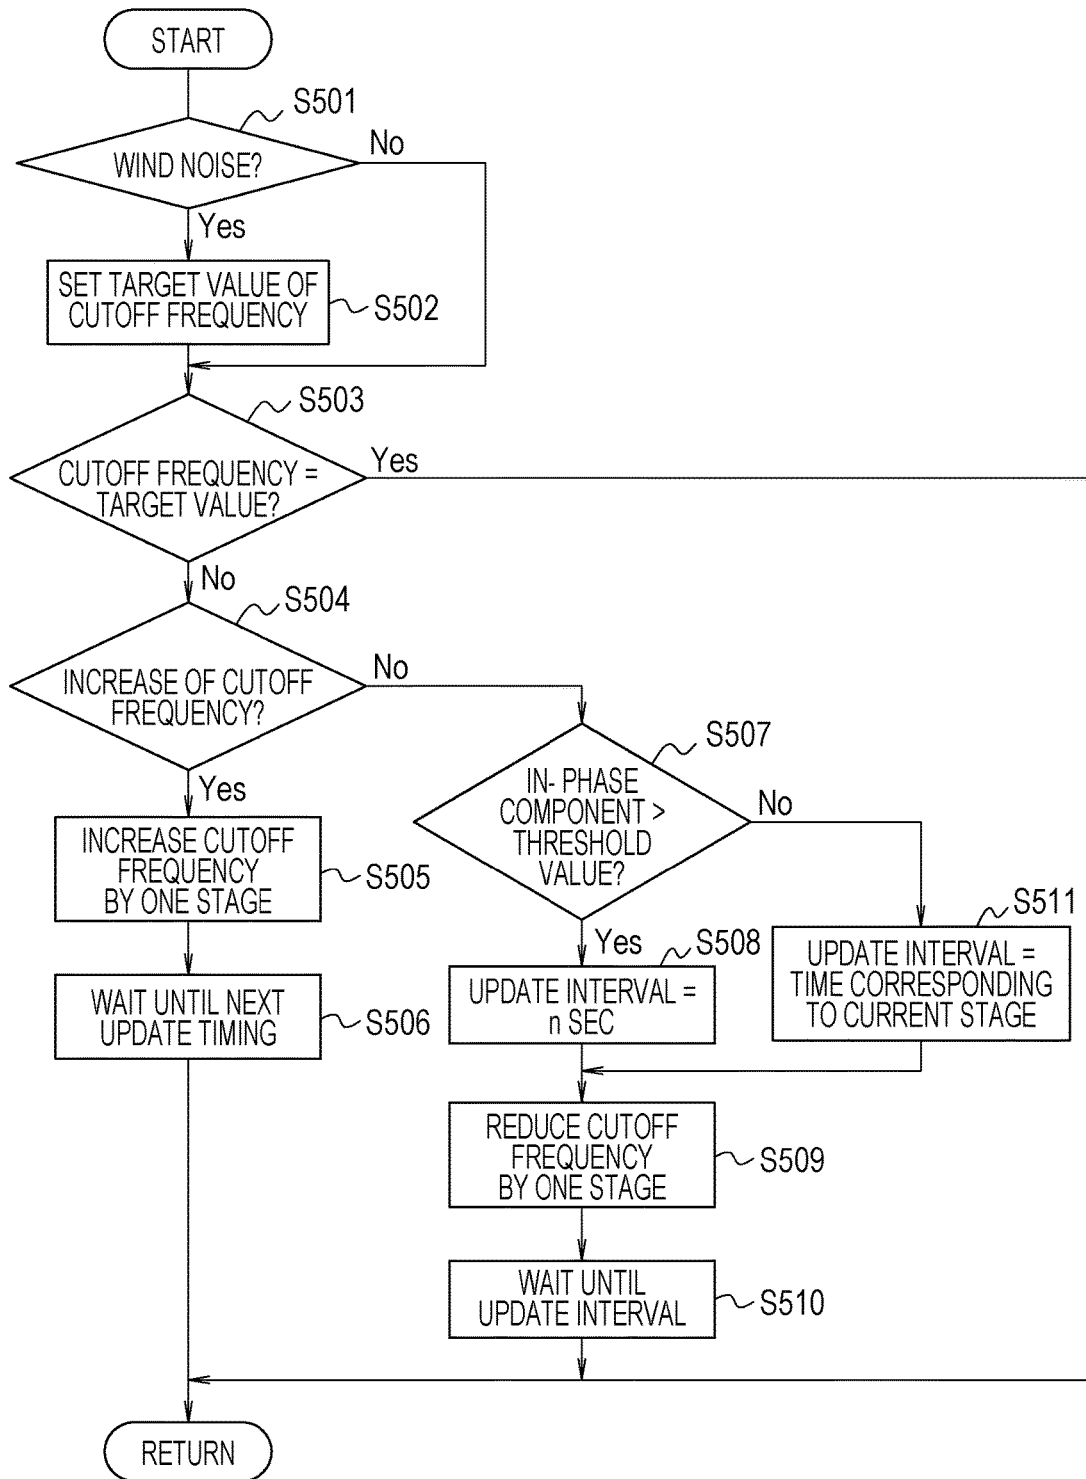 START
S501
WIND NOISE?
No
Yes
SET TARGET VALUE OF
CUTOFF FREQUENCY
S502
S503
CUTOFF FREQUENCY =
TARGET VALUE?
Yes
No
S504
INCREASE OF CUTOFF
FREQUENCY?
No
Yes
INCREASE CUTOFF
FREQUENCY
BY ONE STAGE
S505
WAIT UNTIL NEXT
UPDATE TIMING
S506
S507
IN- PHASE
COMPONENT >
THRESHOLD
VALUE?
No
Yes
S508
UPDATE INTERVAL =
n SEC
S511
UPDATE INTERVAL =
TIME CORRESPONDING
TO CURRENT STAGE
REDUCE CUTOFF
FREQUENCY
BY ONE STAGE
S509
WAIT UNTIL
UPDATE INTERVAL
S510
RETURN